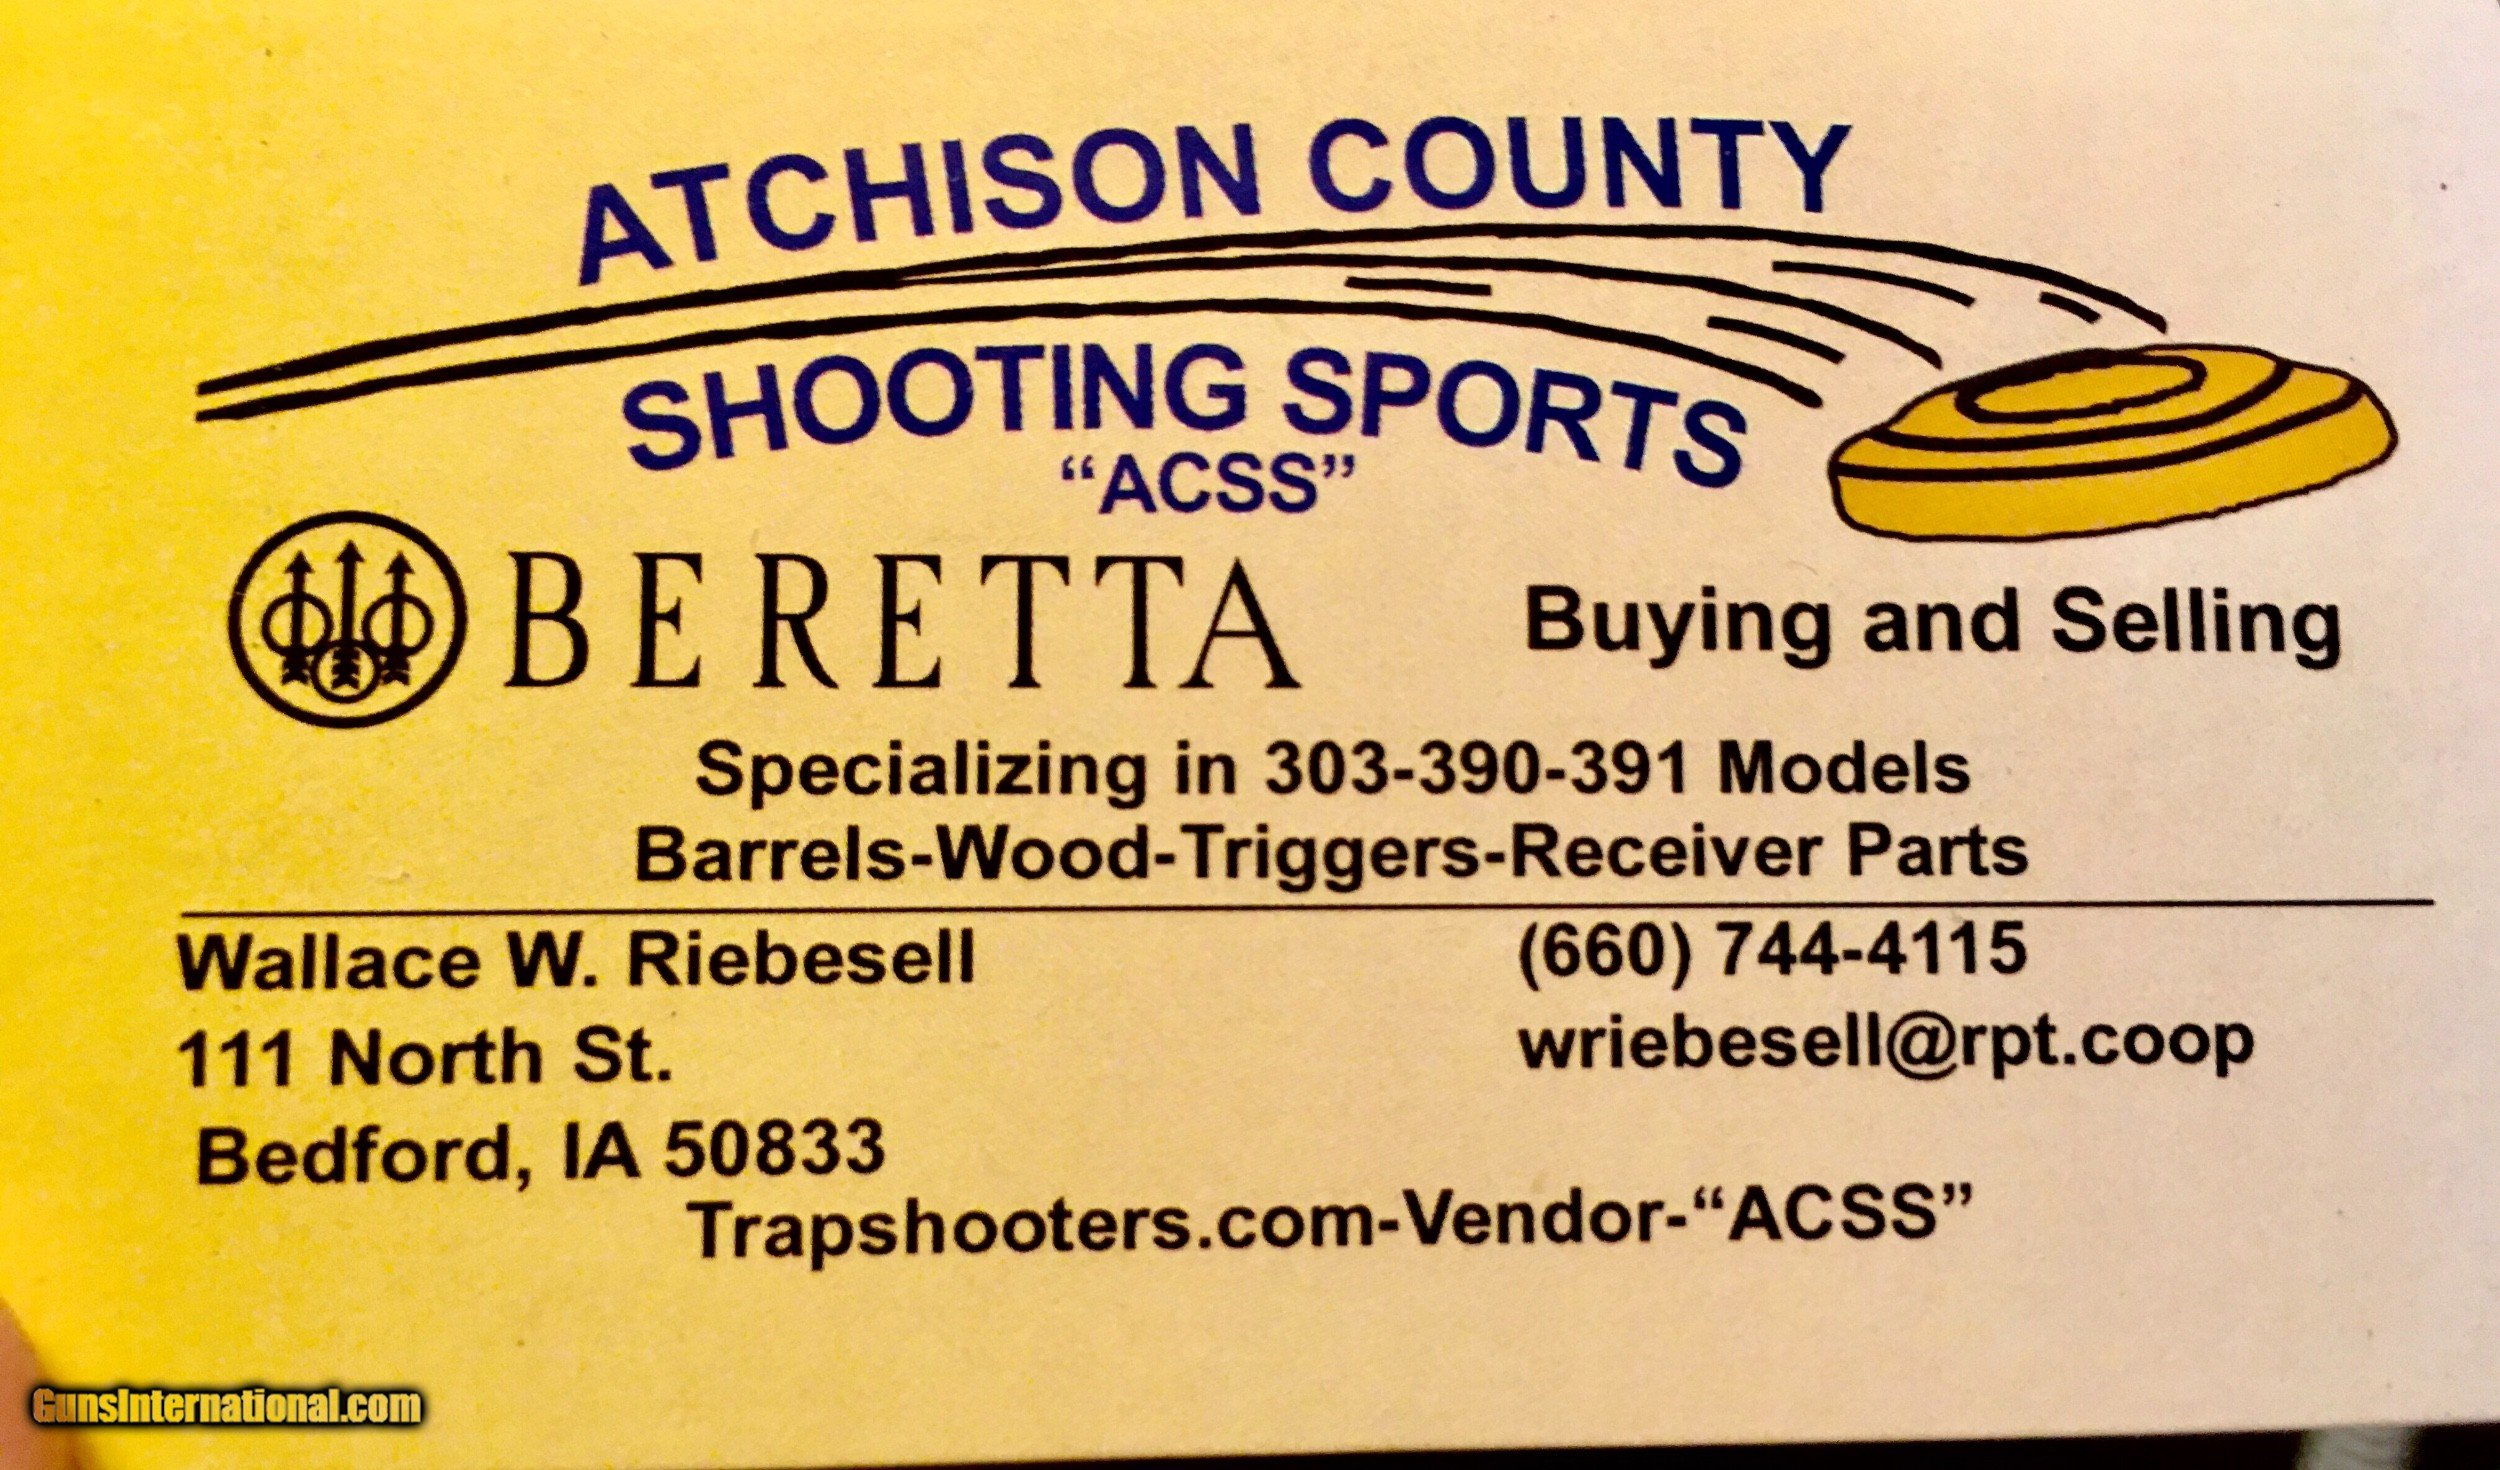 ATCHISON COUNTY
SHOOTING SPORTS
“ACSS”
BERETTA
Buying and Selling
Specializing in 303-390-391 Models
Barrels-Wood-Triggers-Receiver Parts
Wallace W. Riebesell
(660) 744-4115
111 North St.
wriebesell@rpt.coop
Bedford, IA 50833
Trapshooters.com-Vendor-“ACSS”
GunsInternational.com